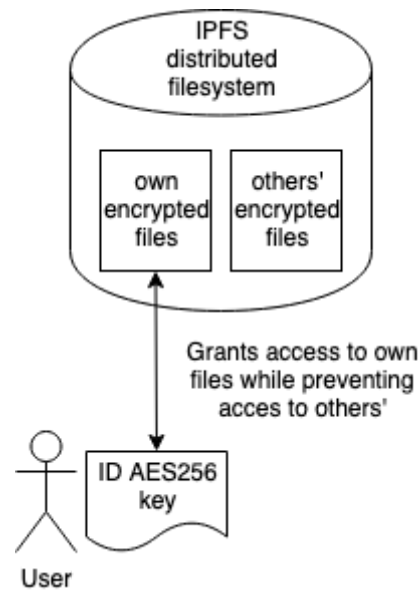 IPFS
distributed
filesystem
own
encrypted
files
others'
encrypted
files
Grants access to own
files while preventing
acces to others'
ID AES256
key
User